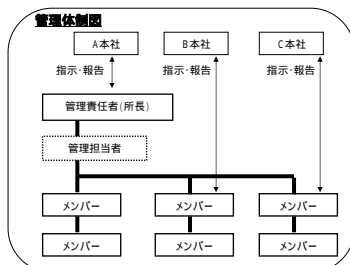 管理体制図
A本社
B本社
C本社
指示･報告
指示･報告
指示･報告
管理責任者(所長)
管理担当者
メンバー
メンバー
メンバー
メンバー
メンバー
メンバー